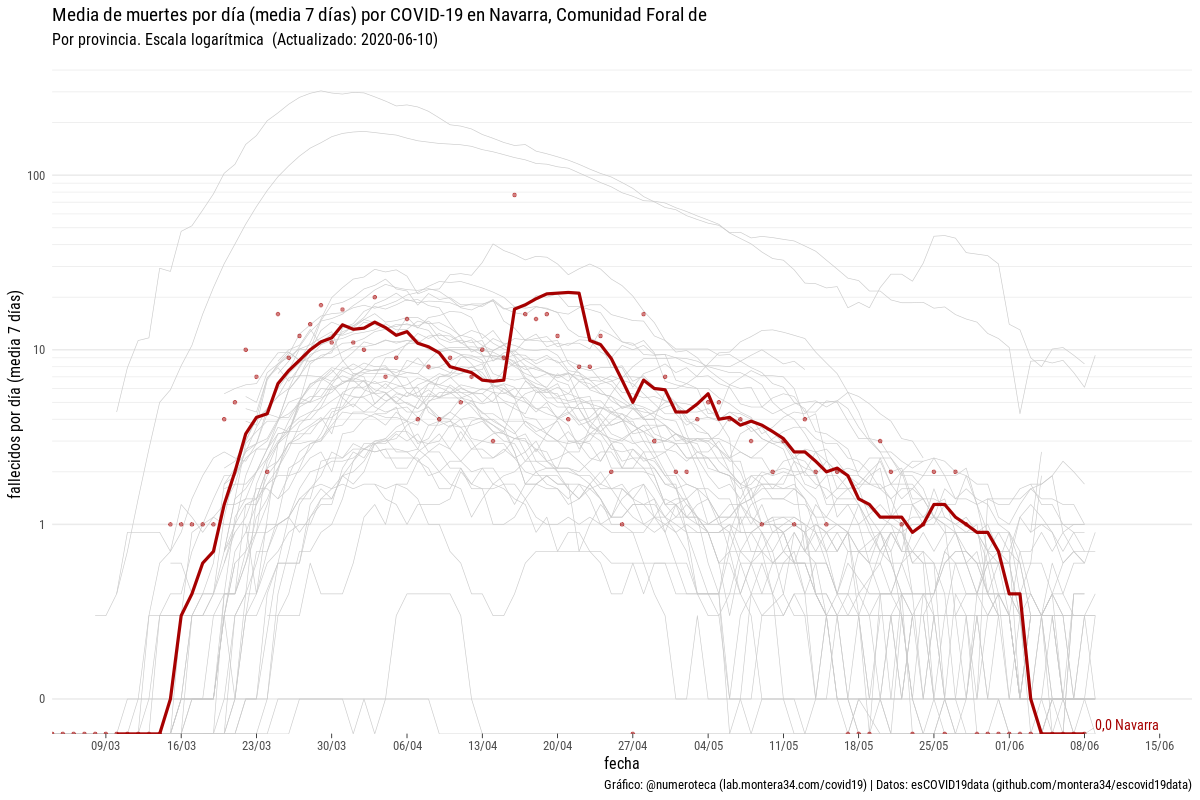 Media de muertes por día (media 7 días) por COVID-19 en Navarra, Comunidad Foral de
Por provincia. Escala logarítmica  (Actualizado: 2020-06-10)
fallecidos por día (media  7 días)
100
10
1
0
0,0 Navarra
09/03 16/03 23/03 30/03 06/04 13/04 20/04 27/04 04/05 11/05 18/05 25/05 01/06 08/06 15/06
fecha
Gráfico: @numeroteca (lab.montera34.com/covid19) | Datos: esCOVID19data (github.com/montera34/escovid19data)